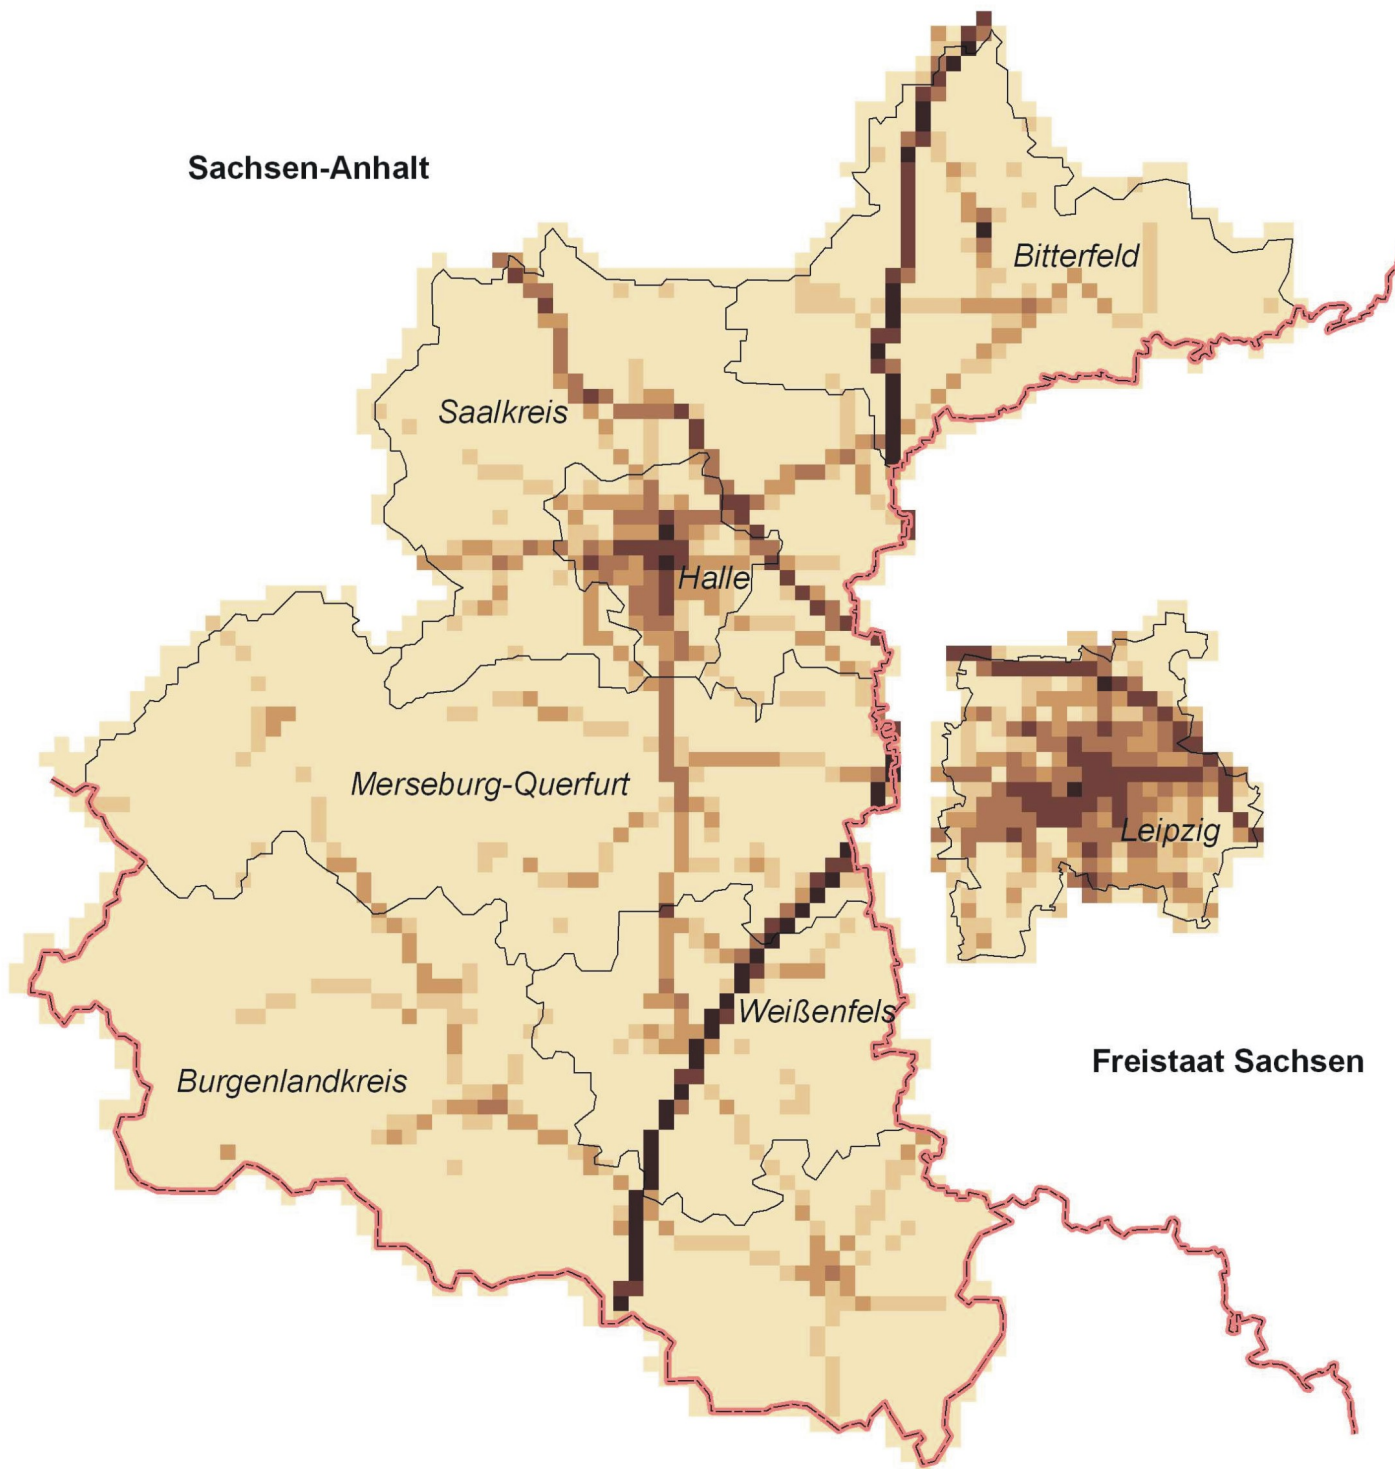 Sachsen-Anhalt
Bitterfeld
Saalkreis
Halle
Merseburg-Querfurt
Leipzig
Weißenfels
Freistaat Sachsen
Burgenlandkreis